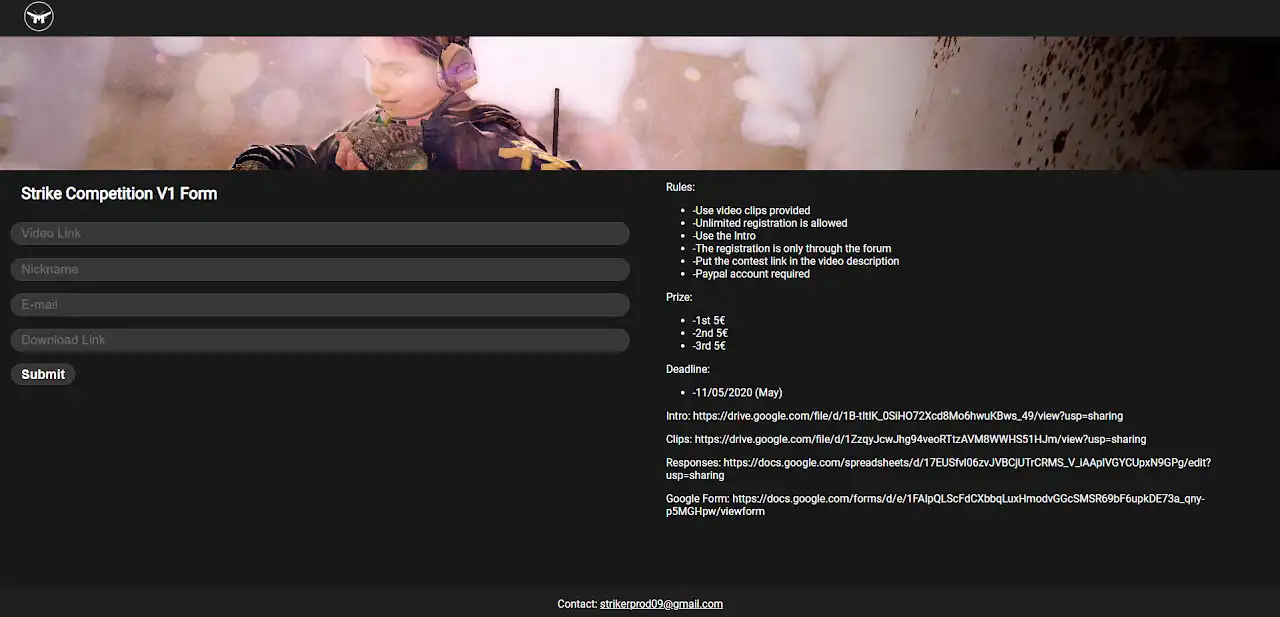 Strike Competition V1 Form
Video Link
Nickname
E-mail
Download Link
Submit
Rules:
-Use video clips provided
-Unlimited registration is allowed
-Use the Intro
-The registration is only through the forum
-Put the contest link in the video description
-Paypal account required
Prize:
-1st 5€
-2nd 5€
-3rd 5€
Deadline:
-11/05/2020 (May)
Intro: https://drive.google.com/file/d/1B-tItIK_0SiHO72Xcd8Mo6hwuKBws_49/view?usp=sharing
Clips: https://drive.google.com/file/d/1ZzqyJcwJhg94veoRTtzAVM8WWHS51HJm/view?usp=sharing
Responses: https://docs.google.com/spreadsheets/d/17EUSfvI06zvJVBCjUTrCRMS_V_iAApIVGYCUpxN9GPg/edit?
usp=sharing
Google Form: https://docs.google.com/forms/d/e/1FAIpQLScFdCXbbqLuxHmodvGGcSMSR69bF6upkDE73a_qny-
p5MGHpw/viewform
Contact: strikerprod09@gmail.com